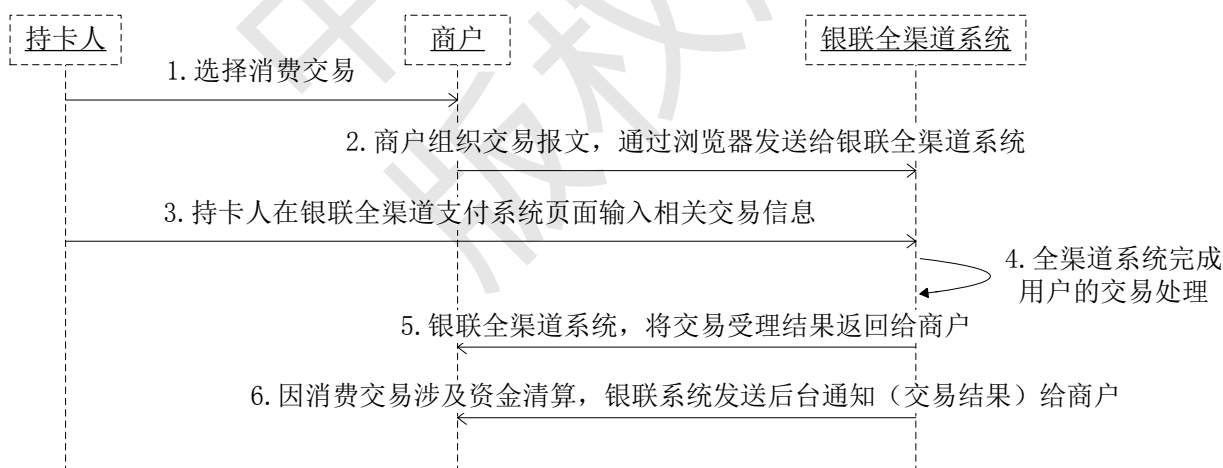 持卡人
商户
银联全渠道系统
1.选择消费交易
2.商户组织交易报文，通过浏览器发送给银联全渠道系统
3.持卡人在银联全渠道支付系统页面输入相关交易信息
4.全渠道系统完成
用户的交易处理
5.银联全渠道系统，将交易受理结果返回给商户
6.因消费交易涉及资金清算，银联系统发送后台通知（交易结果）给商户
版权